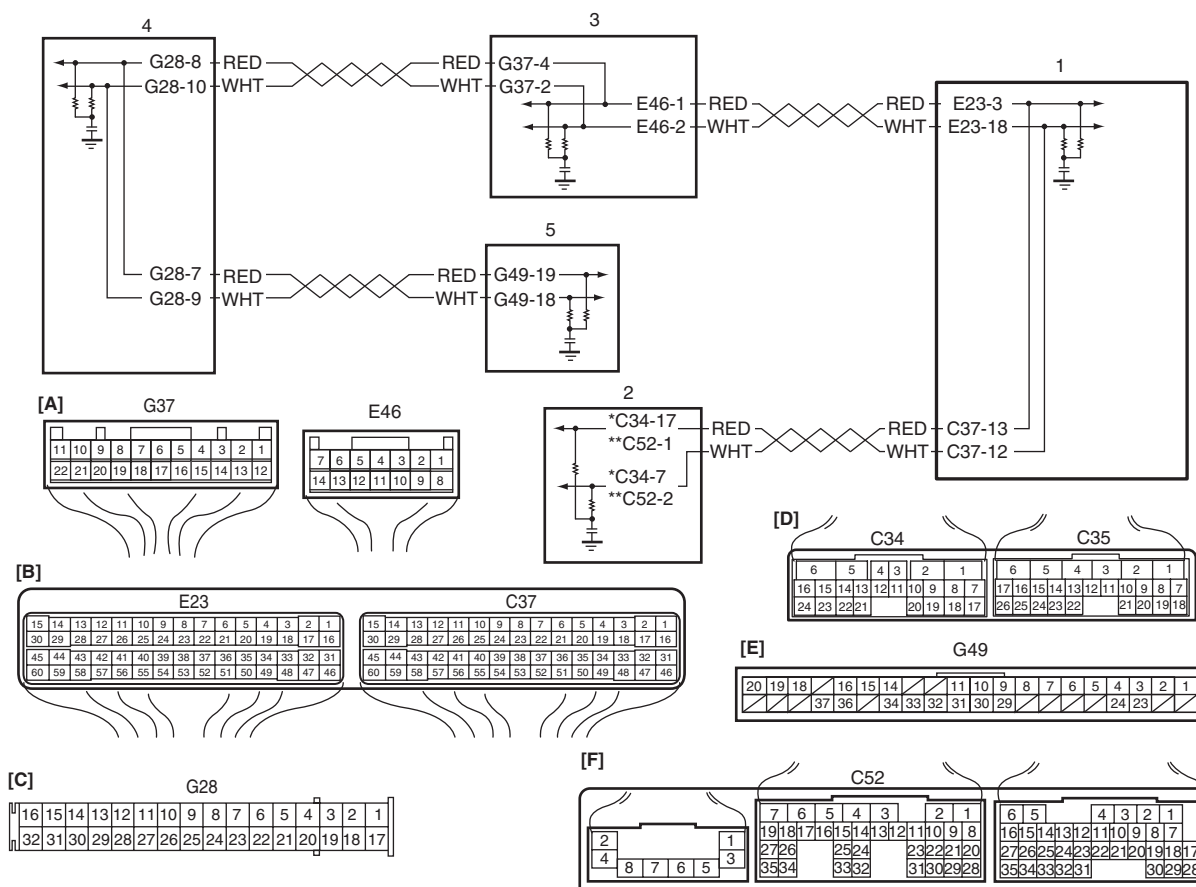 4
G28-8 RED RED G37-4
G28-10 WHT WHT G37-2
3
E46-1 RED RED E23-3
E46-2 WHT WHT E23-18
1
5
G28-7 RED RED G49-19
G28-9 WHT WHT G49-18
2
*C34-17 RED RED C37-13
**C52-1
*C34-7 WHT WHT C37-12
**C52-2
[A]
G37
11 10 9 8 7 6 5 4 3 2 1
22 21 20 19 18 17 16 15 14 13 12
E46
7 6 5 4 3 2 1
14 13 12 11 10 9 8
[B]
E23
15 14 13 12 11 10 9 8 7 6 5 4 3 2 1
30 29 28 27 26 25 24 23 22 21 20 19 18 17 16
45 44 43 42 41 40 39 38 37 36 35 34 33 32 31
60 59 58 57 56 55 54 53 52 51 50 49 48 47 46
C37
15 14 13 12 11 10 9 8 7 6 5 4 3 2 1
30 29 28 27 26 25 24 23 22 21 20 19 18 17 16
45 44 43 42 41 40 39 38 37 36 35 34 33 32 31
60 59 58 57 56 55 54 53 52 51 50 49 48 47 46
[C]
G28
16 15 14 13 12 11 10 9 8 7 6 5 4 3 2 1
32 31 30 29 28 27 26 25 24 23 22 21 20 19 18 17
[D]
C34
6 5 4 3 2 1
16 15 14 13 12 11 10 9 8 7
24 23 22 21 20 19 18 17
C35
6 5 4 3 2 1
17 16 15 14 13 12 11 10 9 8 7
26 25 24 23 22 21 20 19 18
[E]
G49
20 19 18 16 15 14 11 10 9 8 7 6 5 4 3 2 1
37 36 34 33 32 31 30 29 24 23
[F]
2 1
4 3
8 7 6 5
C52
7 6 5 4 3 2 1
19 18 17 16 15 14 13 12 11 10 9 8
27 26 25 24 23 22 21 20
35 34 33 32 31 30 29 28
6 5 4 3 2 1
16 15 14 13 12 11 10 9 8 7
27 26 25 24 23 22 21 20 19 18 17
35 34 33 32 31 30 29 28